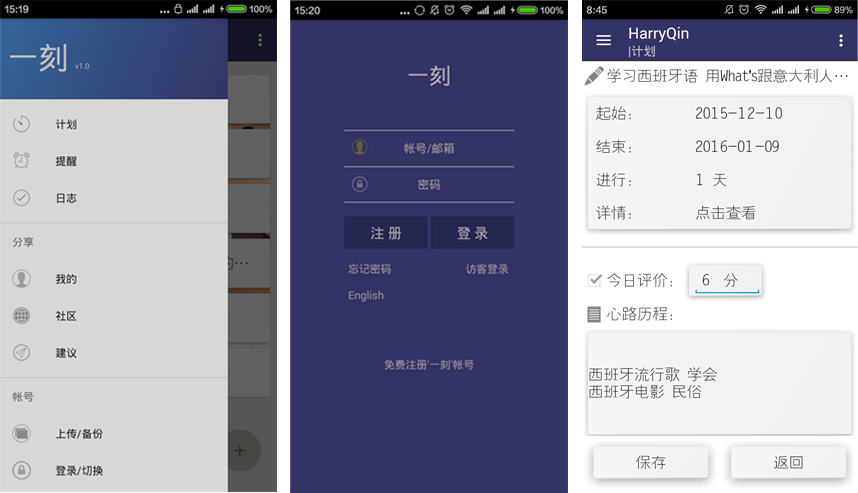 15:19
... 100%
一刻 v1.0
计划
提醒
日志
分享
我的
社区
建议
帐号
上传/备份
登录/切换
的···
+
15:20
... 100%
一刻
帐号/邮箱
密码
注 册
登 录
忘记密码
访客登录
English
免费注册'一刻'帐号
8:45
89%
HarryQin
|计划
学习西班牙语 用What's跟意大利人···
起始: 2015-12-10
结束: 2016-01-09
进行: 1 天
详情: 点击查看
今日评价: 6 分
心路历程:
西班牙流行歌 学会
西班牙电影 民俗
保存
返回